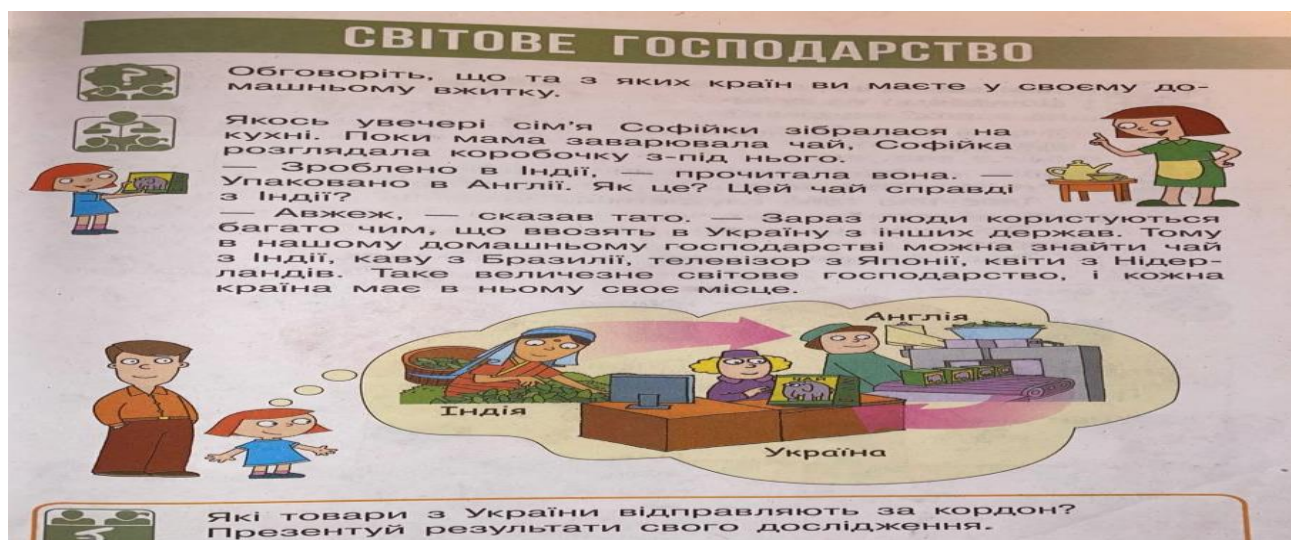 СВІТОВЕ ГОСПОДАРСТВО
Обговоріть, що та з яких країн ви маєте у своєму до-
машньому вжитку.
Якось увечері сім'я Софійки зібралася на
кухні. Поки мама заварювала чай, Софійка
розглядала коробочку з-під нього.
— Зроблено в Індії, — прочитала вона. —
Упаковано в Англії. Як це? Цей чай справді
з Індії?
— Авжеж, — сказав тато. — Зараз люди користуються
багато чим, що ввозять в Україну з інших держав. Тому
в нашому домашньому господарстві можна знайти чай
з Індії, каву з Бразилії, телевізор з Японії, квіти з Нідер-
ландів. Таке величезне світове господарство, і кожна
країна має в ньому своє місце.
Англія
Індія
Україна
Які товари з України відправляють за кордон?
Презентуй результати свого дослідження.